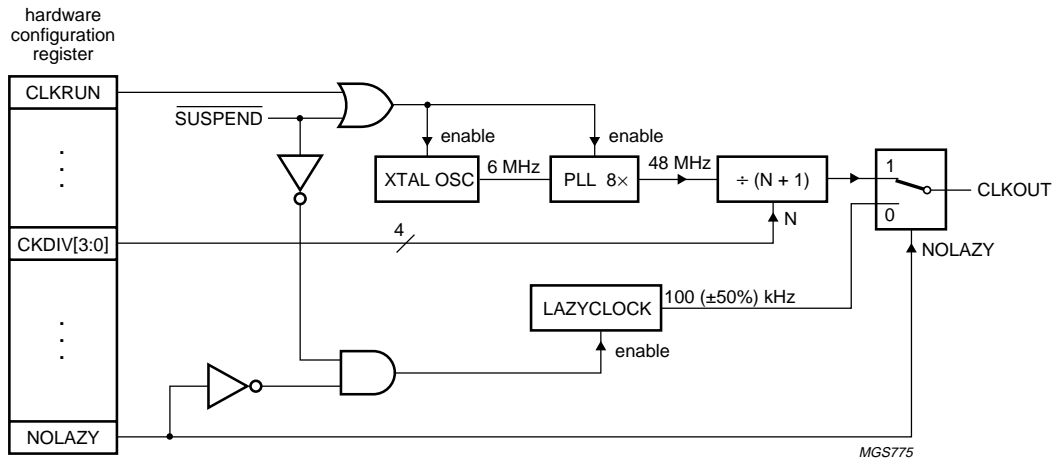 hardware
configuration
register
CLKRUN
SUSPEND
enable
enable
XTAL OSC
6 MHz
PLL 8×
48 MHz
÷ (N + 1)
1
0
CLKOUT
N
CKDIV[3:0]
4
NOLAZY
LAZYCLOCK
100 (±50%) kHz
enable
NOLAZY
MGS775